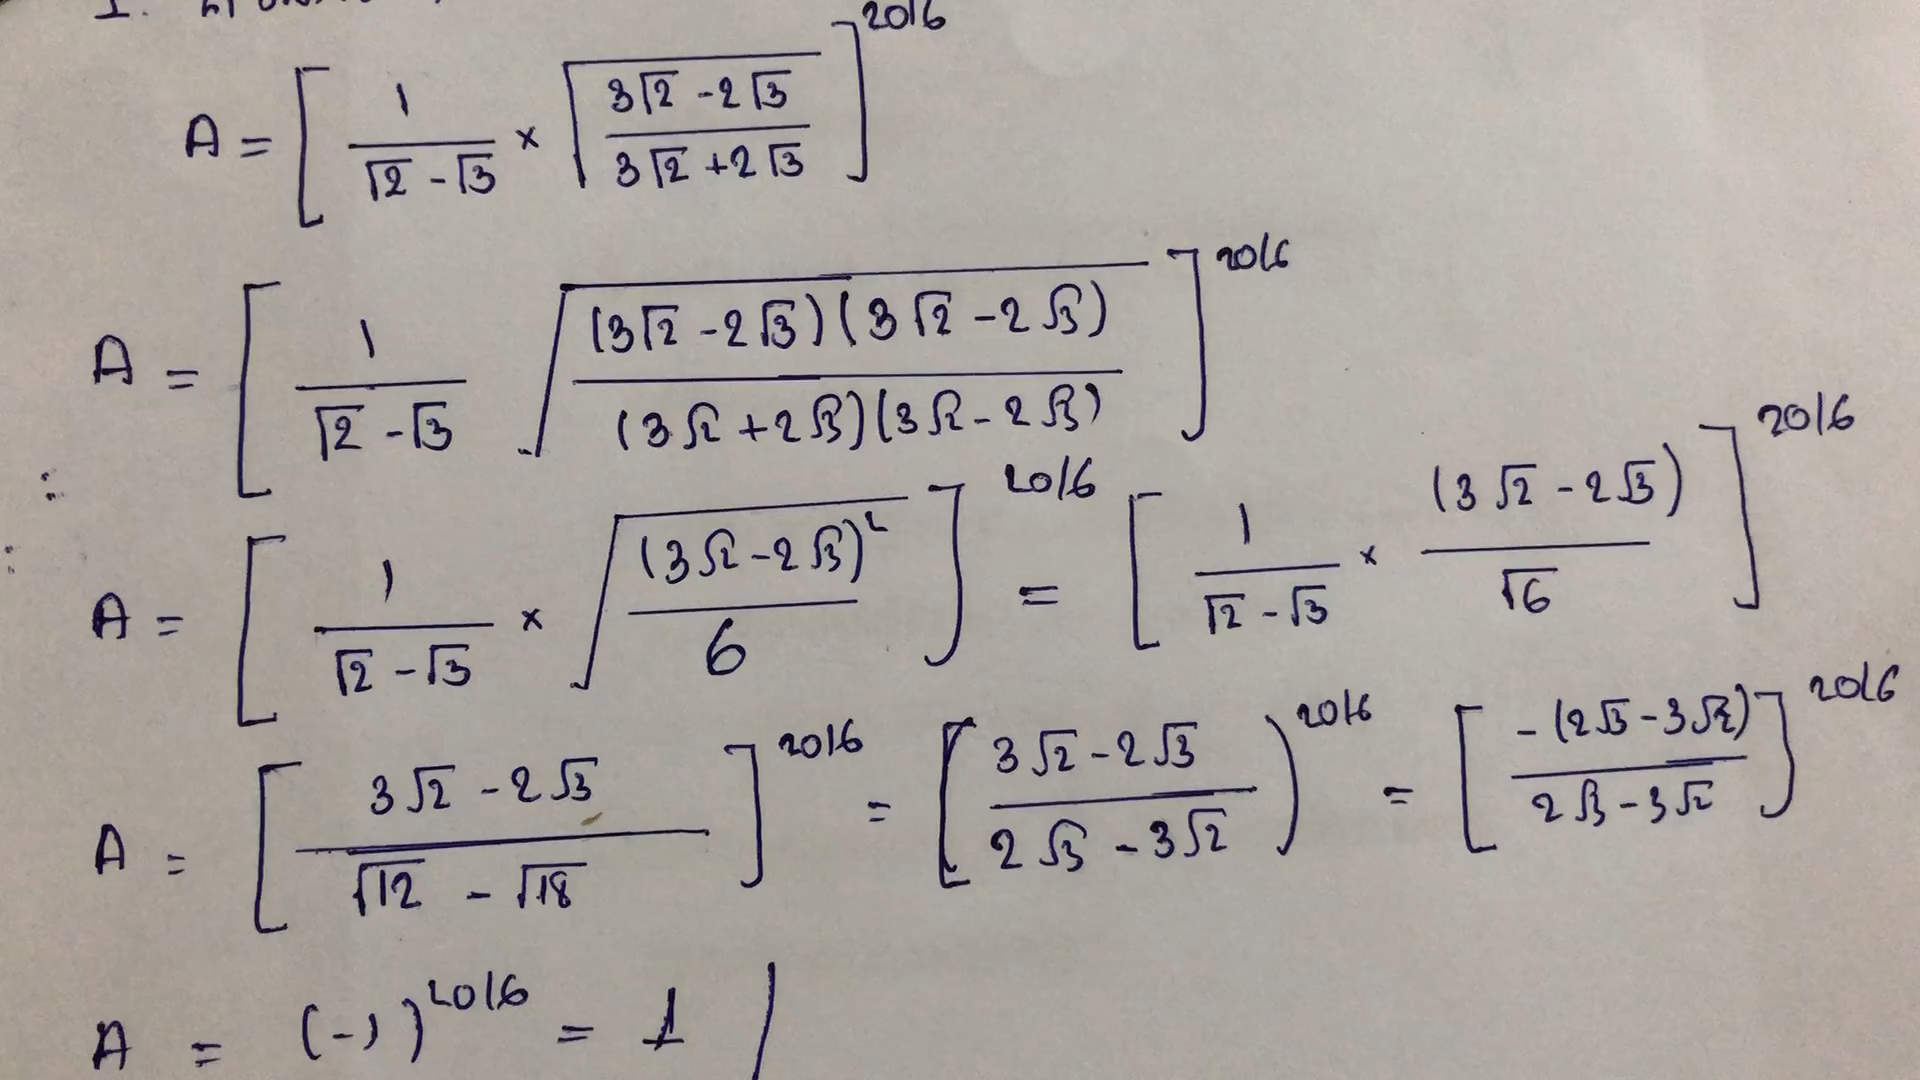 1.
A = [ 1/(√2 - √3) × √((3√2 - 2√3)/(3√2 + 2√3)) ]^2016
A = [ 1/(√2 - √3) √((3√2 - 2√3)(3√2 - 2√3)/((3√2 + 2√3)(3√2 - 2√3))) ]^2016
A = [ 1/(√2 - √3) × √((3√2 - 2√3)²/6) ]^2016 = [ 1/(√2 - √3) × (3√2 - 2√3)/√6 ]^2016
A = [ (3√2 - 2√3)/(√12 - √18) ]^2016 = [ (3√2 - 2√3)/(2√3 - 3√2) )^2016 = [ -(2√3 - 3√2)/(2√3 - 3√2) ]^2016
A = (-1)^2016 = 1